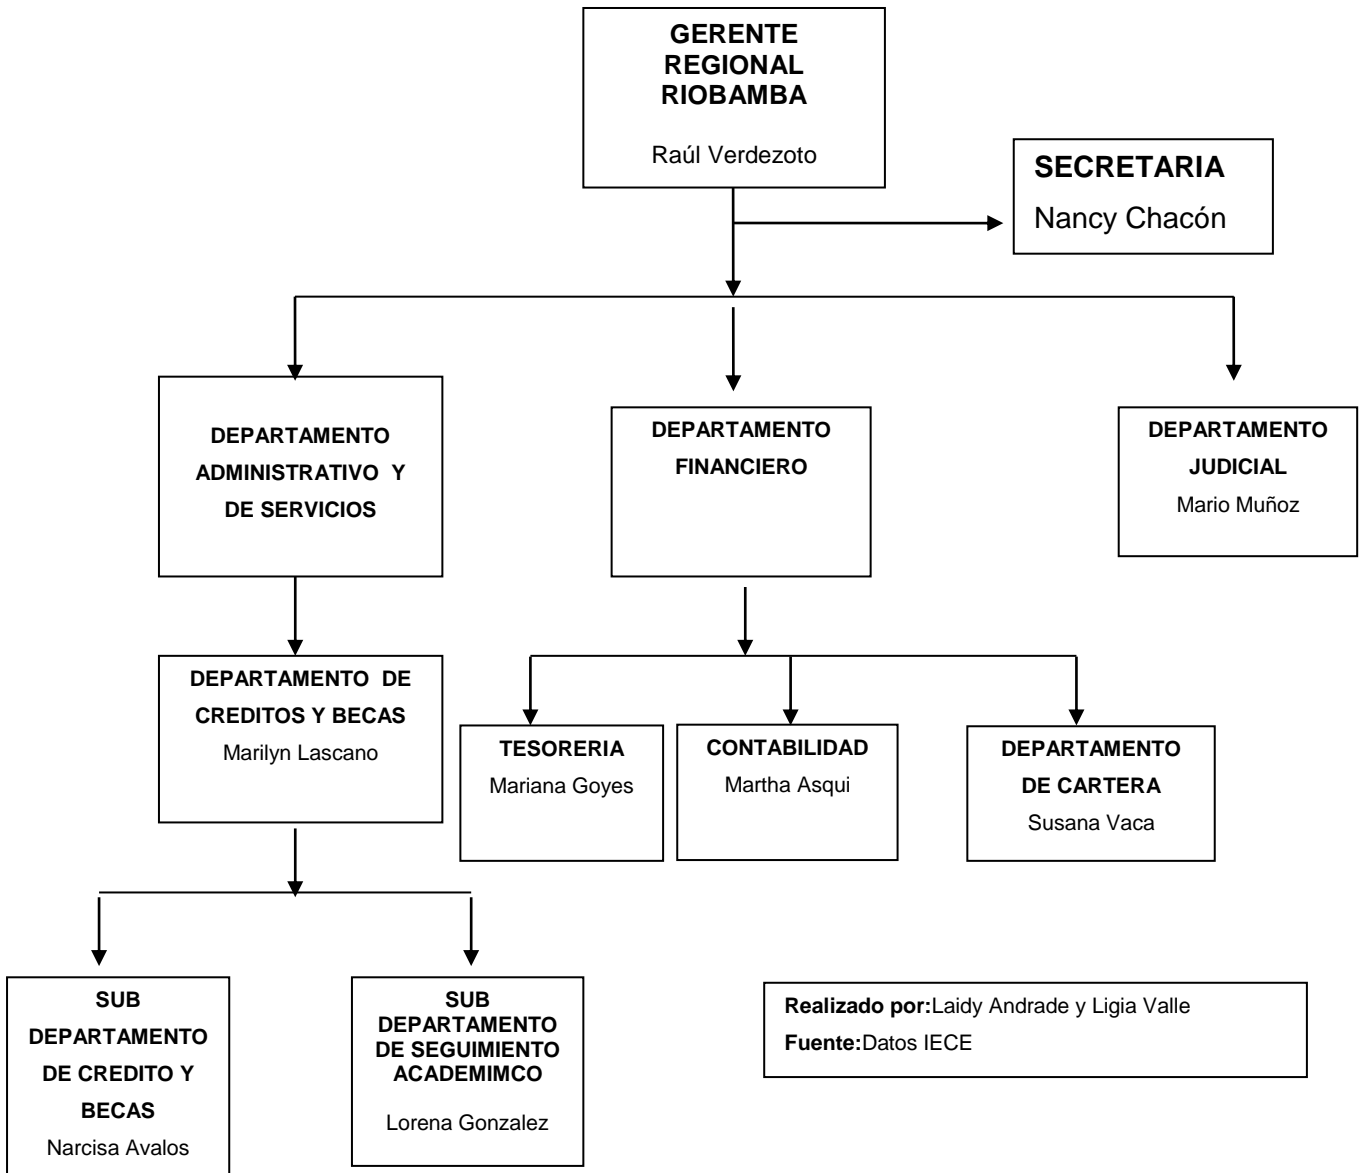 GERENTE
REGIONAL
RIOBAMBA
Raúl Verdezoto
SECRETARIA
Nancy Chacón
DEPARTAMENTO
ADMINISTRATIVO Y
DE SERVICIOS
DEPARTAMENTO
FINANCIERO
DEPARTAMENTO
JUDICIAL
Mario Muñoz
DEPARTAMENTO DE
CREDITOS Y BECAS
Marilyn Lascano
TESORERIA
Mariana Goyes
CONTABILIDAD
Martha Asqui
DEPARTAMENTO
DE CARTERA
Susana Vaca
SUB
DEPARTAMENTO
DE CREDITO Y
BECAS
Narcisa Avalos
SUB
DEPARTAMENTO
DE SEGUIMIENTO
ACADEMIMCO
Lorena Gonzalez
Realizado por:Laidy Andrade y Ligia Valle
Fuente:Datos IECE